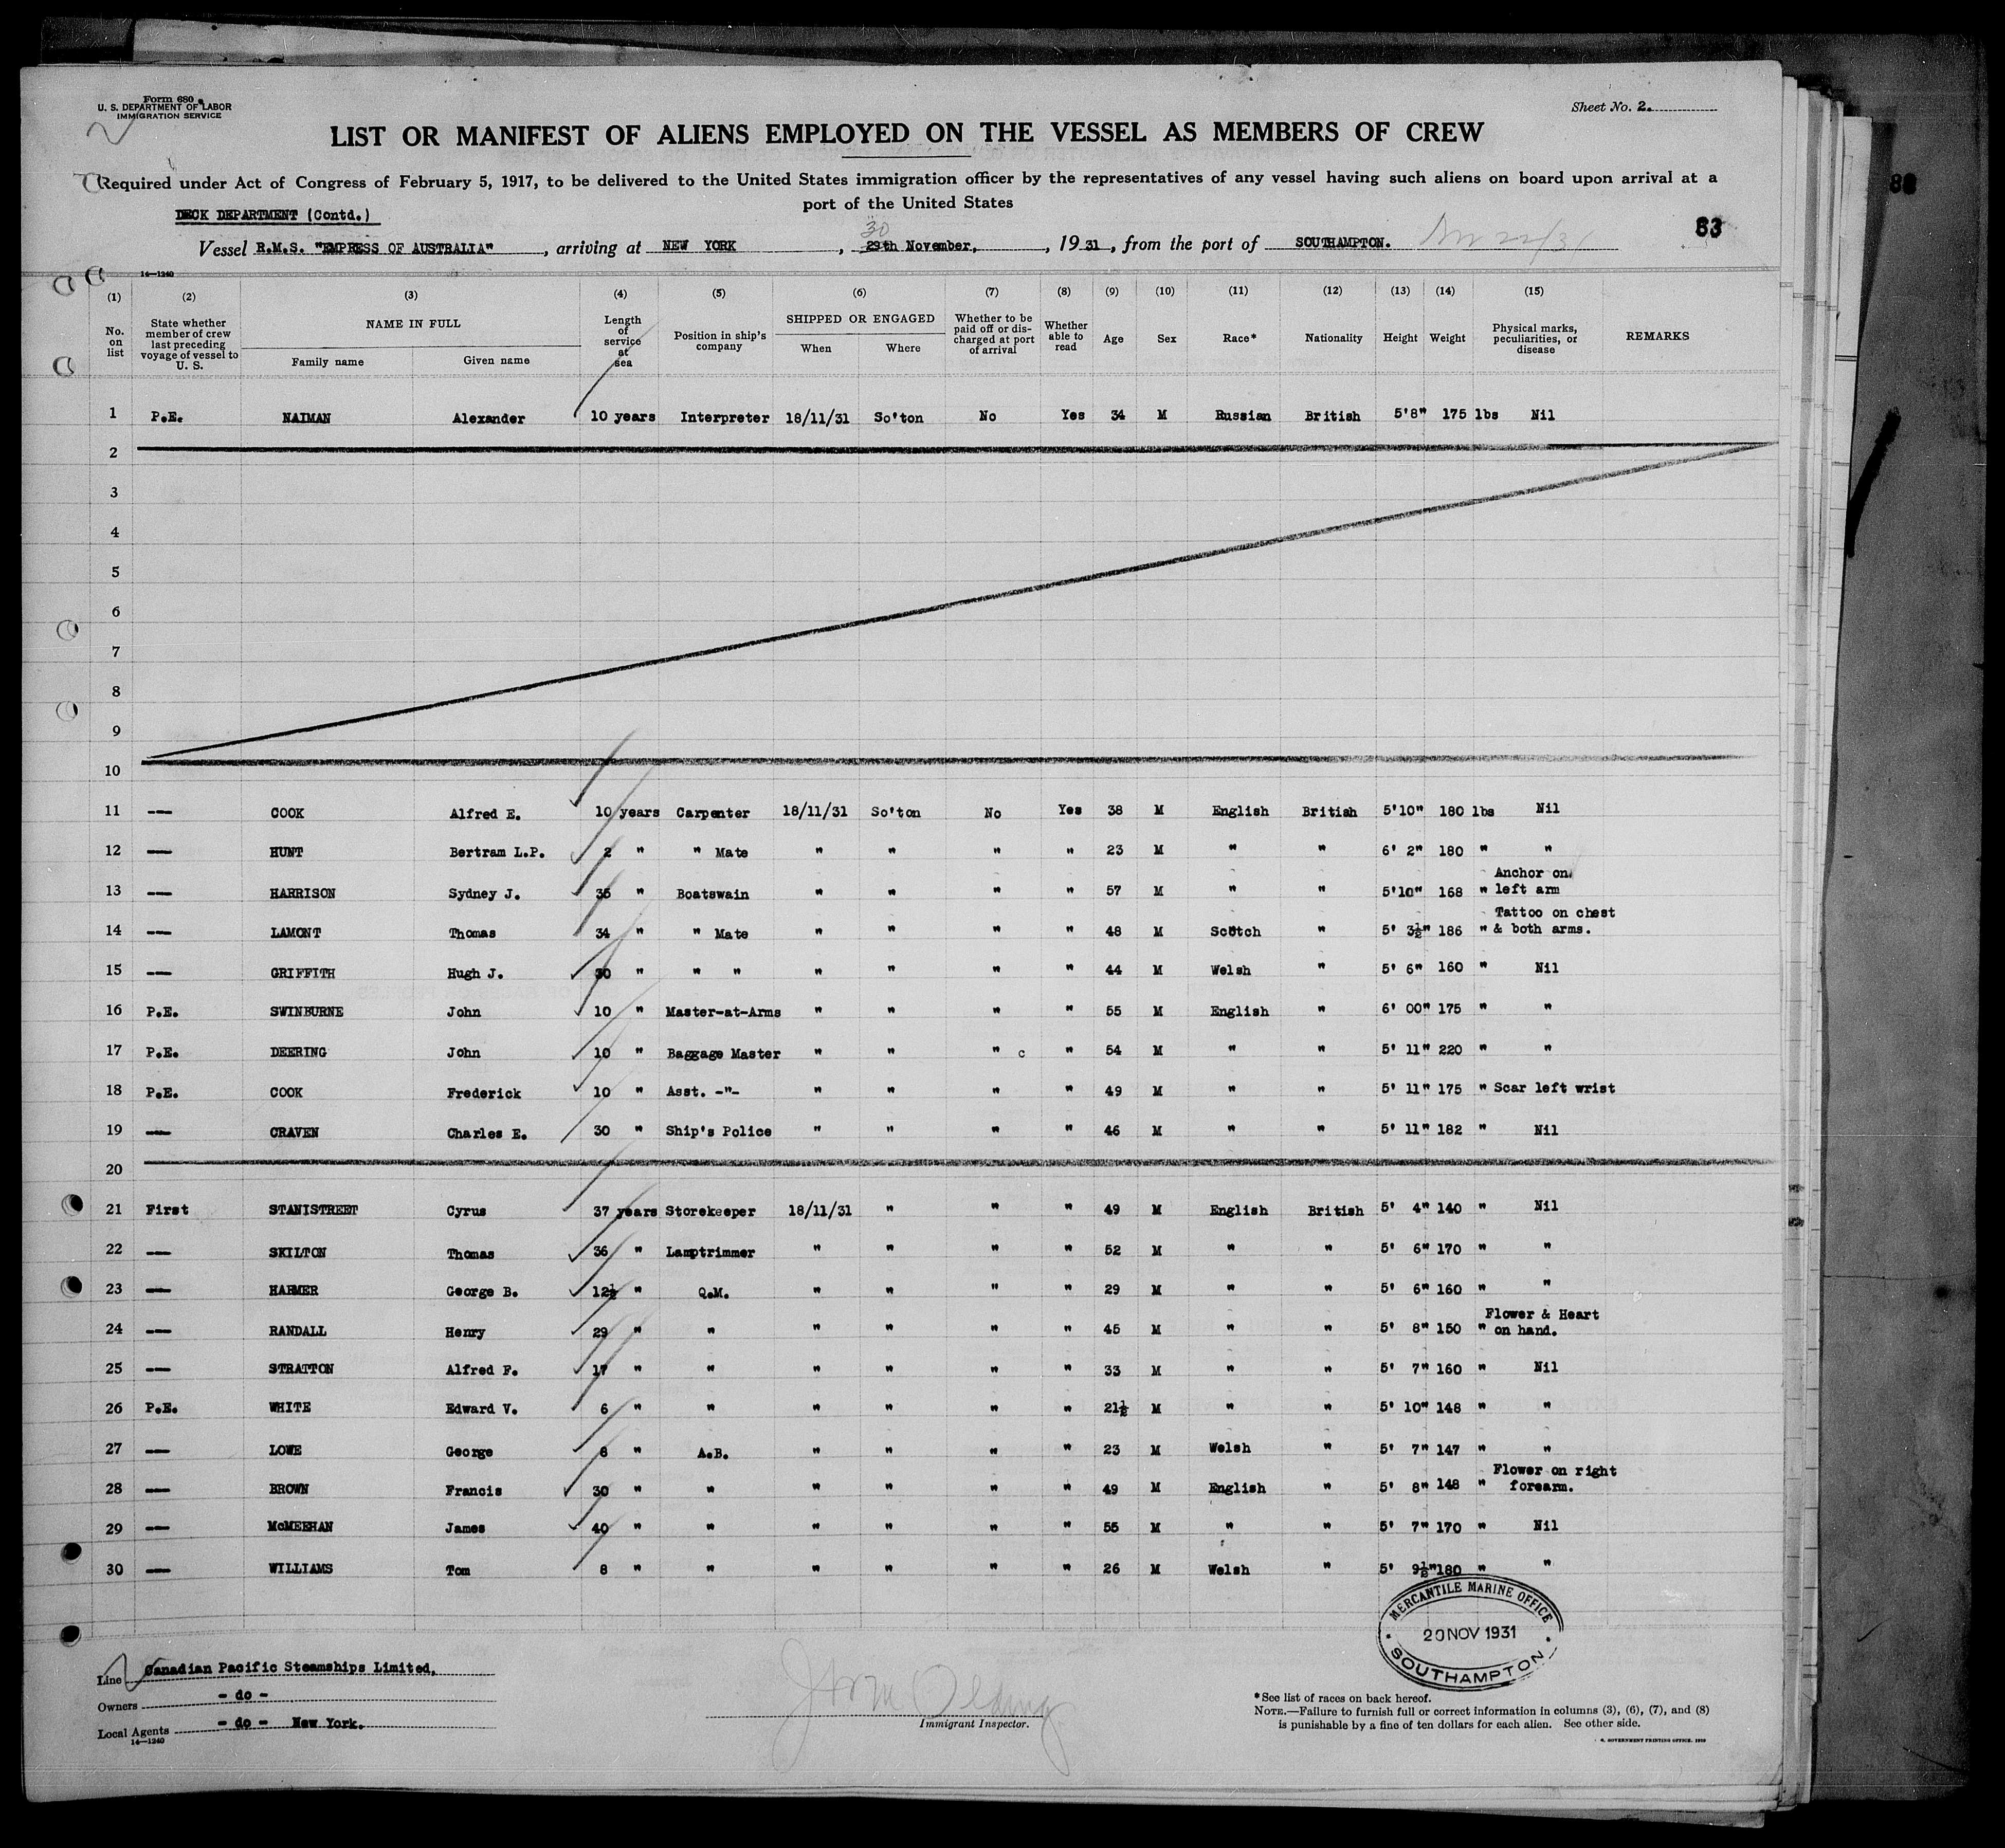 Form 680
U. S. DEPARTMENT OF LABOR
IMMIGRATION SERVICE
Sheet No. 2.
LIST OR MANIFEST OF ALIENS EMPLOYED ON THE VESSEL AS MEMBERS OF CREW
Required under Act of Congress of February 5, 1917, to be delivered to the United States immigration officer by the representatives of any vessel having such aliens on board upon arrival at a
port of the United States
DECK DEPARTMENT (Contd.)
83
30
Vessel R.M.S. "EMPRESS OF AUSTRALIA", arriving at NEW YORK, 29th November, 1931, from the port of SOUTHAMPTON.
14—1240
(1) (2) (3) (4) (5) (6) (7) (8) (9) (10) (11) (12) (13) (14) (15)
No. on list State whether member of crew last preceding voyage of vessel to U. S. NAME IN FULL Family name Given name Length of service at sea Position in ship's company SHIPPED OR ENGAGED When Where Whether to be paid off or discharged at port of arrival Whether able to read Age Sex Race* Nationality Height Weight Physical marks, peculiarities, or disease REMARKS
1 P.E. NAIMAN Alexander 10 years Interpreter 18/11/31 So'ton No Yes 34 M Russian British 5'8" 175 lbs Nil
2
3
4
5
6
7
8
9
10
11 — COOK Alfred E. 10 years Carpenter 18/11/31 So'ton No Yes 38 M English British 5'10" 180 lbs Nil
12 — HUNT Bertram L.P. 2 " " Mate " " " " 23 M " " 6' 2" 180 " "
13 — HARRISON Sydney J. 35 " Boatswain " " " " 57 M " " 5'10" 168 " Anchor on left arm
14 — LAMONT Thomas 34 " " Mate " " " " 48 M Scotch " 5' 3½" 186 " Tattoo on chest & both arms.
15 — GRIFFITH Hugh J. 30 " " " " " " " 44 M Welsh " 5' 6" 160 " Nil
16 P.E. SWINBURNE John 10 " Master-at-Arms " " " " 55 M English " 6' 00" 175 " "
17 P.E. DEERING John 10 " Baggage Master " " " c " 54 M " " 5' 11" 220 " "
18 P.E. COOK Frederick 10 " Asst. -"- " " " " 49 M " " 5' 11" 175 " Scar left wrist
19 — CRAVEN Charles E. 30 " Ship's Police " " " " 46 M " " 5' 11" 182 " Nil
20
21 First STANISTREET Cyrus 37 years Storekeeper 18/11/31 " " " 49 M English British 5' 4" 140 " Nil
22 — SKILTON Thomas 36 " Lamptrimmer " " " " 52 M " " 5' 6" 170 " "
23 — HARMER George B. 12½ " Q.M. " " " " 29 M " " 5' 6" 160 " "
24 — RANDALL Henry 29 " " " " " " 45 M " " 5' 8" 150 " Flower & Heart on hand.
25 — STRATTON Alfred F. 17 " " " " " " 33 M " " 5' 7" 160 " Nil
26 P.E. WHITE Edward V. 6 " " " " " " 21½ M " " 5' 10" 148 " "
27 — LOWE George 8 " A.B. " " " " 23 M Welsh " 5' 7" 147 " "
28 — BROWN Francis 30 " " " " " " 49 M English " 5' 8" 148 " Flower on right forearm.
29 — McMEEHAN James 40 " " " " " " 55 M " " 5' 7" 170 " Nil
30 — WILLIAMS Tom 8 " " " " " " 26 M Welsh " 5' 9½" 180 " "
MERCANTILE MARINE OFFICE
20 NOV 1931
SOUTHAMPTON
Line Canadian Pacific Steamships Limited.
Owners - do -
Local Agents - do - New York.
14—1240
Immigrant Inspector.
*See list of races on back hereof.
NOTE.—Failure to furnish full or correct information in columns (3), (6), (7), and (8)
is punishable by a fine of ten dollars for each alien. See other side.
GOVERNMENT PRINTING OFFICE